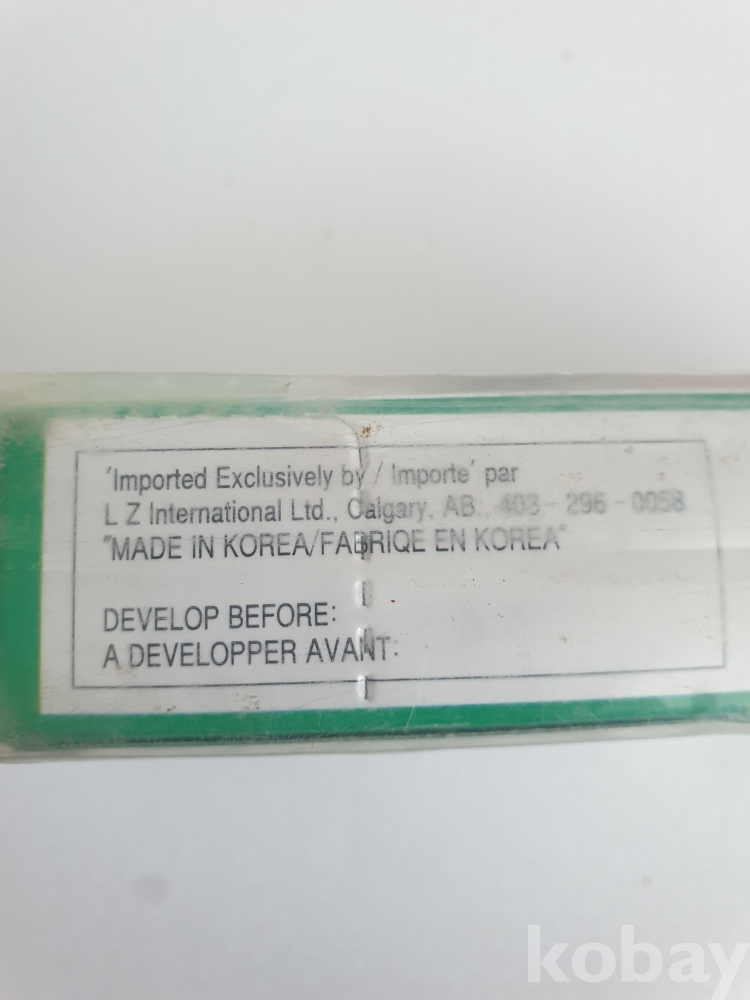 'Imported Exclusively by / Importe' par
L Z International Ltd., Calgary, AB., 403-296-0058
"MADE IN KOREA/FABRIQE EN KOREA"
DEVELOP BEFORE:
A DEVELOPPER AVANT:
kobay